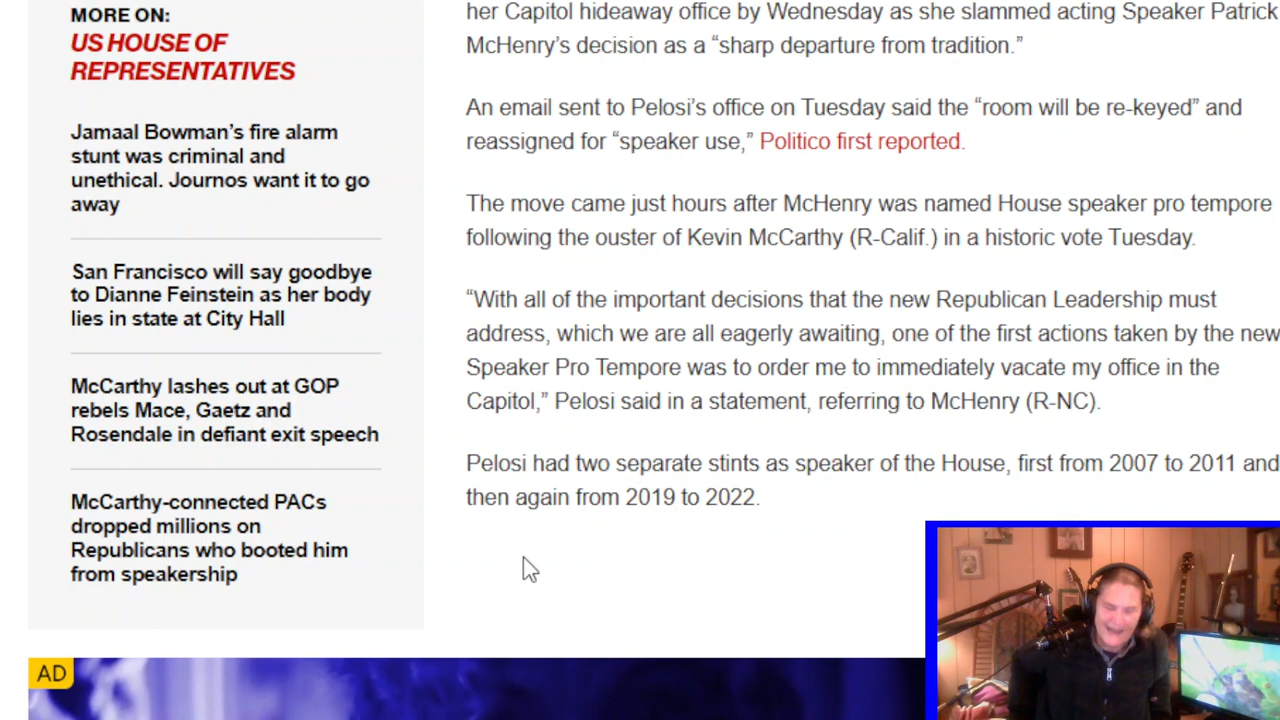 MORE ON:
US HOUSE OF
REPRESENTATIVES
Jamaal Bowman’s fire alarm
stunt was criminal and
unethical. Journos want it to go
away
San Francisco will say goodbye
to Dianne Feinstein as her body
lies in state at City Hall
McCarthy lashes out at GOP
rebels Mace, Gaetz and
Rosendale in defiant exit speech
McCarthy-connected PACs
dropped millions on
Republicans who booted him
from speakership
her Capitol hideaway office by Wednesday as she slammed acting Speaker Patrick
McHenry’s decision as a “sharp departure from tradition.”
An email sent to Pelosi’s office on Tuesday said the “room will be re-keyed” and
reassigned for “speaker use,” Politico first reported.
The move came just hours after McHenry was named House speaker pro tempore
following the ouster of Kevin McCarthy (R-Calif.) in a historic vote Tuesday.
“With all of the important decisions that the new Republican Leadership must
address, which we are all eagerly awaiting, one of the first actions taken by the new
Speaker Pro Tempore was to order me to immediately vacate my office in the
Capitol,” Pelosi said in a statement, referring to McHenry (R-NC).
Pelosi had two separate stints as speaker of the House, first from 2007 to 2011 and
then again from 2019 to 2022.
AD